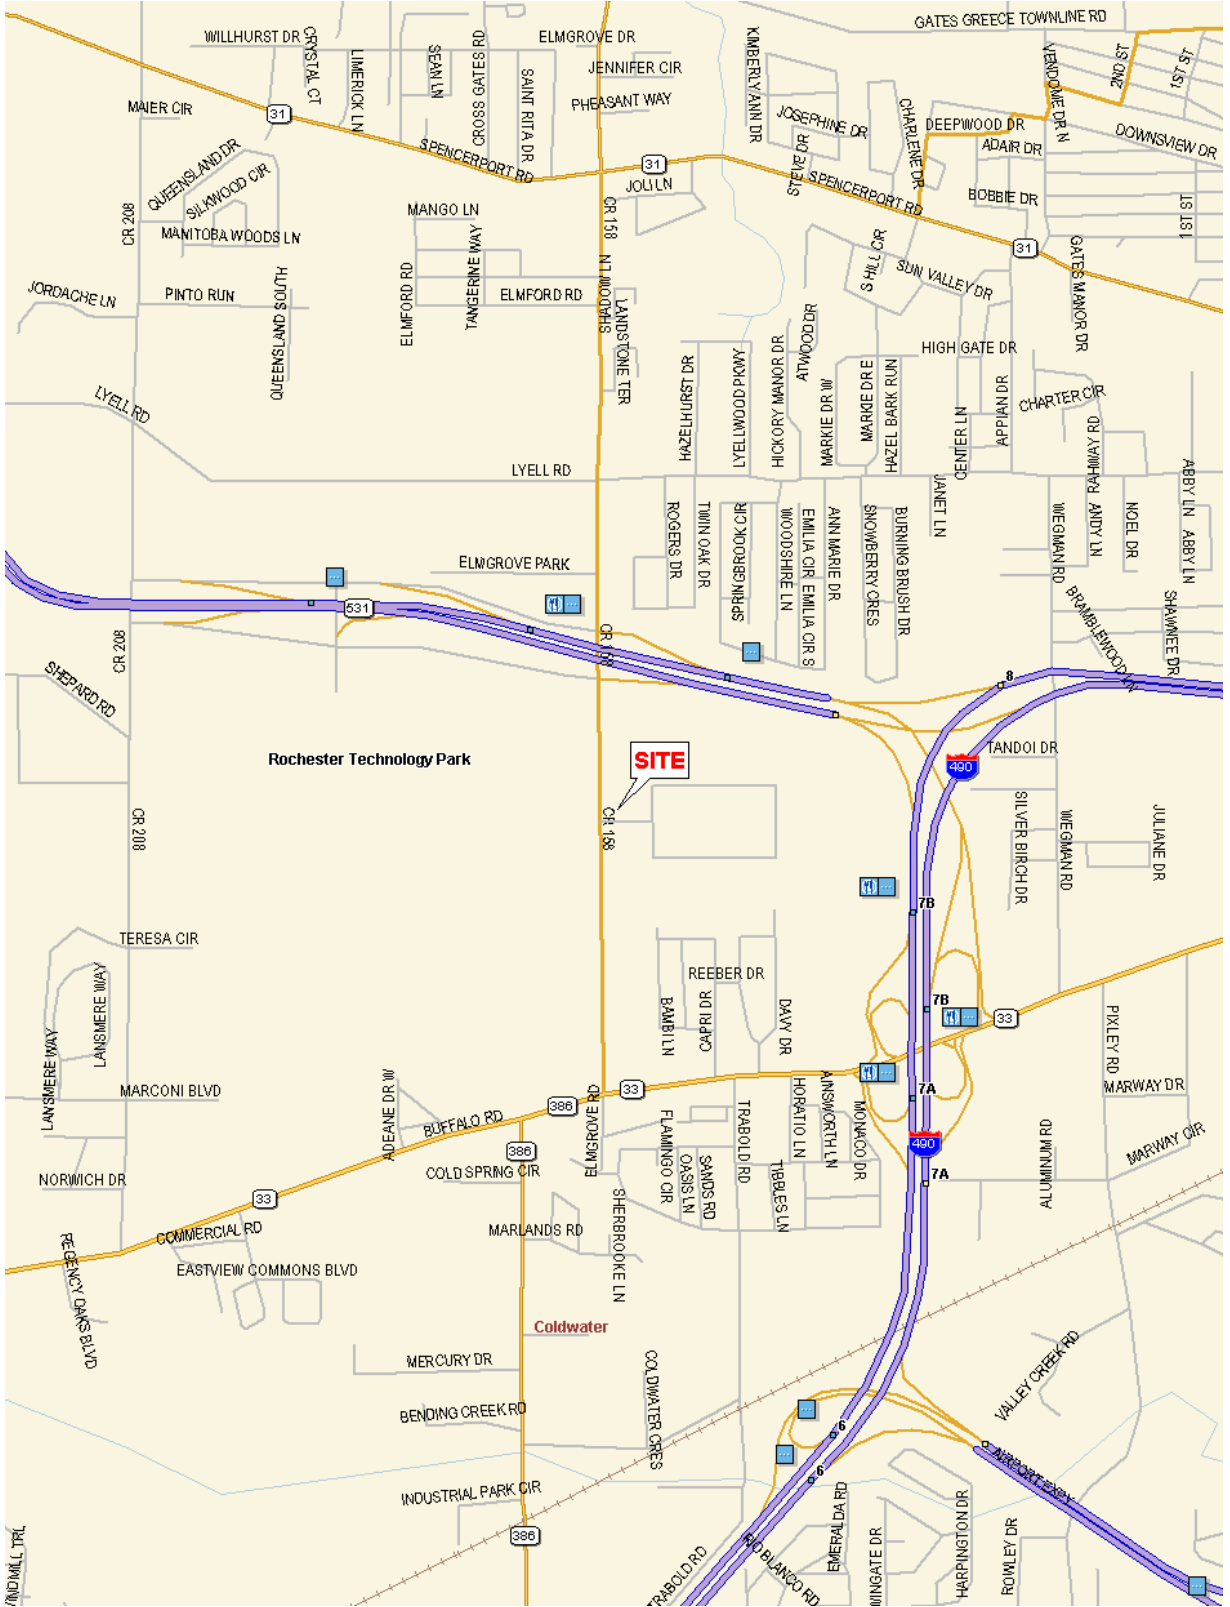 GATES GREECE TOWNLINE RD
WILLHURST DR
CRYSTAL CT
LIMERICK LN
SEAN LN
CROSS GATES RD
ELMGROVE DR
JENNIFER CIR
SAINT RITA DR
PHEASANT WAY
KIMBERLY ANN DR
VENDOME DR N
2ND ST
1ST ST
MAIER CIR
31
JOSEPHINE DR
CHARLENE DR
DEEPWOOD DR
DOWNSVIEW DR
ADAIR DR
QUEENSLAND DR
SILKWOOD CIR
SPENCERPORT RD
31
JOLI LN
STEVE DR
SPENCERPORT RD
BOBBIE DR
1ST ST
CR 208
MANITOBA WOODS LN
MANGO LN
CR 158
TANGERINE WAY
31
GATES MANOR DR
S HILL CIR
SUN VALLEY DR
JORDACHE LN
PINTO RUN
QUEENSLAND SOUTH
ELMFORD RD
ELMFORD RD
SHADOW LN
LANDSTONE TER
ATWOOD DR
HIGH GATE DR
HAZELHURST DR
LYELLWOOD PKWY
HICKORY MANOR DR
MARKIE DR W
MARKIE DR E
HAZEL BARK RUN
CENTER LN
APPIAN DR
CHARTER CIR
RAHWAY RD
LYELL RD
LYELL RD
JANET LN
ABBY LN
ROGERS DR
TWIN OAK DR
SPRINGBROOK CIR
WOODSHIRE LN
EMILIA CIR
EMILIA CIR S
ANN MARIE DR
SNOWBERRY CRES
BURNING BRUSH DR
WEGMAN RD
ANDY LN
NOEL DR
ABBY LN
ELMGROVE PARK
531
BRAMBLEWOOD LN
SHAWNEE DR
CR 208
CR 158
SHEPARD RD
8
Rochester Technology Park
SITE
490
TANDOI DR
CR 208
CR 158
SILVER BIRCH DR
WEGMAN RD
JULIANE DR
7B
TERESA CIR
LANSMERE WAY
LANSMERE WAY
REEBER DR
BAMBI LN
CAPRI DR
DAVY DR
7B
33
PIXLEY RD
MARCONI BLVD
ADEANE DR W
BUFFALO RD
386
ELMGROVE RD
33
7A
MARWAY DR
FLAMINGO CIR
OASIS LN
SANDS RD
TRABOLD RD
TIBBLES LN
HORATIO LN
AINSWORTH LN
MONACO DR
490
ALUMINUM RD
MARWAY CIR
386
COLD SPRING CIR
7A
NORWICH DR
33
COMMERCIAL RD
MARLANDS RD
SHERBROOKE LN
REGENCY OAKS BLVD
EASTVIEW COMMONS BLVD
Coldwater
MERCURY DR
COLDWATER CRES
VALLEY CREEK RD
BENDING CREEK RD
6
6
AIRPORT EXPY
INDUSTRIAL PARK CIR
386
TRABOLD RD
RIO BLANCO RD
EMERALDA RD
WINGATE DR
HARPINGTON DR
ROWLEY DR
WINDMILL TRL